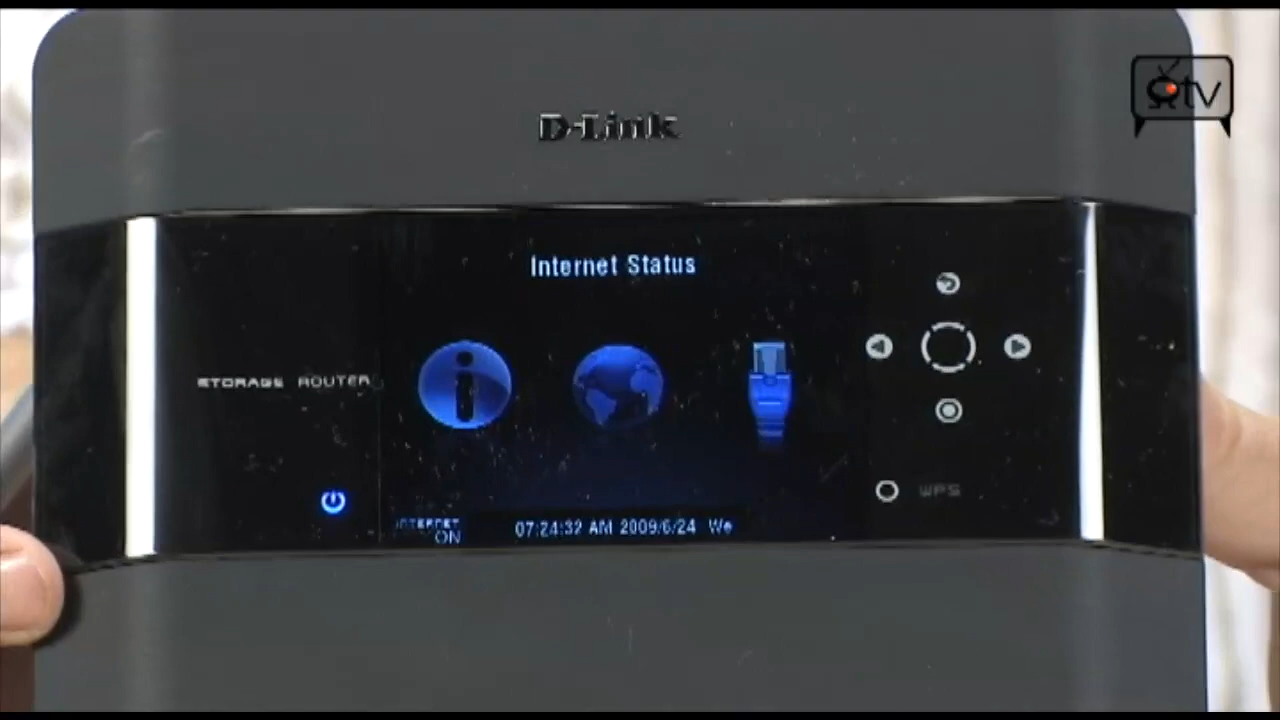 tv
D-Link
Internet Status
STORAGE ROUTER
WPS
INTERNET
ON
07:24:32 AM 2009/6/24 We